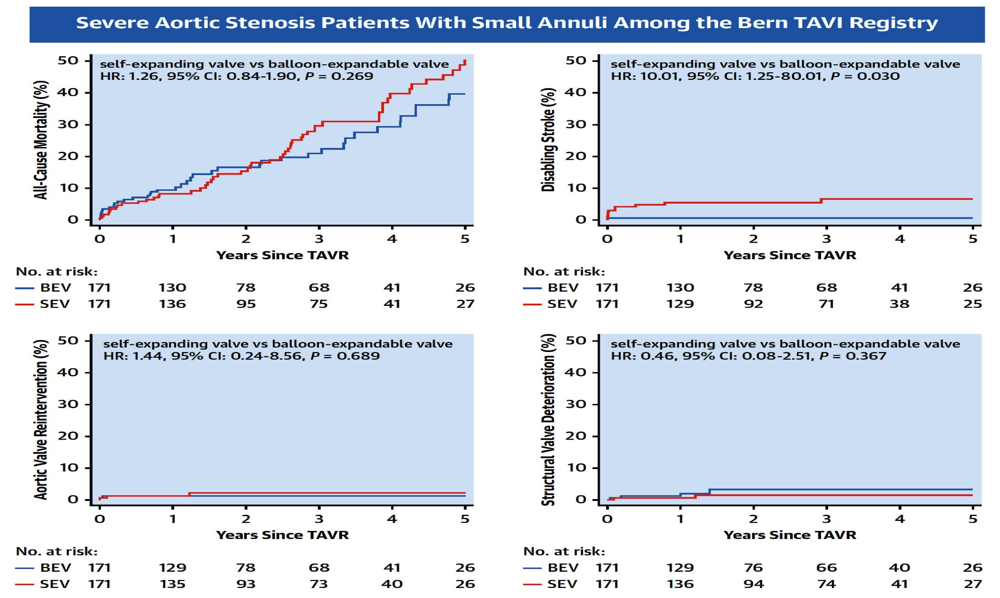 Severe Aortic Stenosis Patients With Small Annuli Among the Bern TAVI Registry
All-Cause Mortality (%)
50
40
30
20
10
0
self-expanding valve vs balloon-expandable valve
HR: 1.26, 95% CI: 0.84-1.90, P = 0.269
0 1 2 3 4 5
Years Since TAVR
No. at risk:
BEV 171 130 78 68 41 26
SEV 171 136 95 75 41 27
Disabling Stroke (%)
50
40
30
20
10
0
self-expanding valve vs balloon-expandable valve
HR: 10.01, 95% CI: 1.25-80.01, P = 0.030
0 1 2 3 4 5
Years Since TAVR
No. at risk:
BEV 171 130 78 68 41 26
SEV 171 129 92 71 38 25
Aortic Valve Reintervention (%)
50
40
30
20
10
0
self-expanding valve vs balloon-expandable valve
HR: 1.44, 95% CI: 0.24-8.56, P = 0.689
0 1 2 3 4 5
Years Since TAVR
No. at risk:
BEV 171 129 78 68 41 26
SEV 171 135 93 73 40 26
Structural Valve Deterioration (%)
50
40
30
20
10
0
self-expanding valve vs balloon-expandable valve
HR: 0.46, 95% CI: 0.08-2.51, P = 0.367
0 1 2 3 4 5
Years Since TAVR
No. at risk:
BEV 171 129 76 66 40 26
SEV 171 136 94 74 41 27